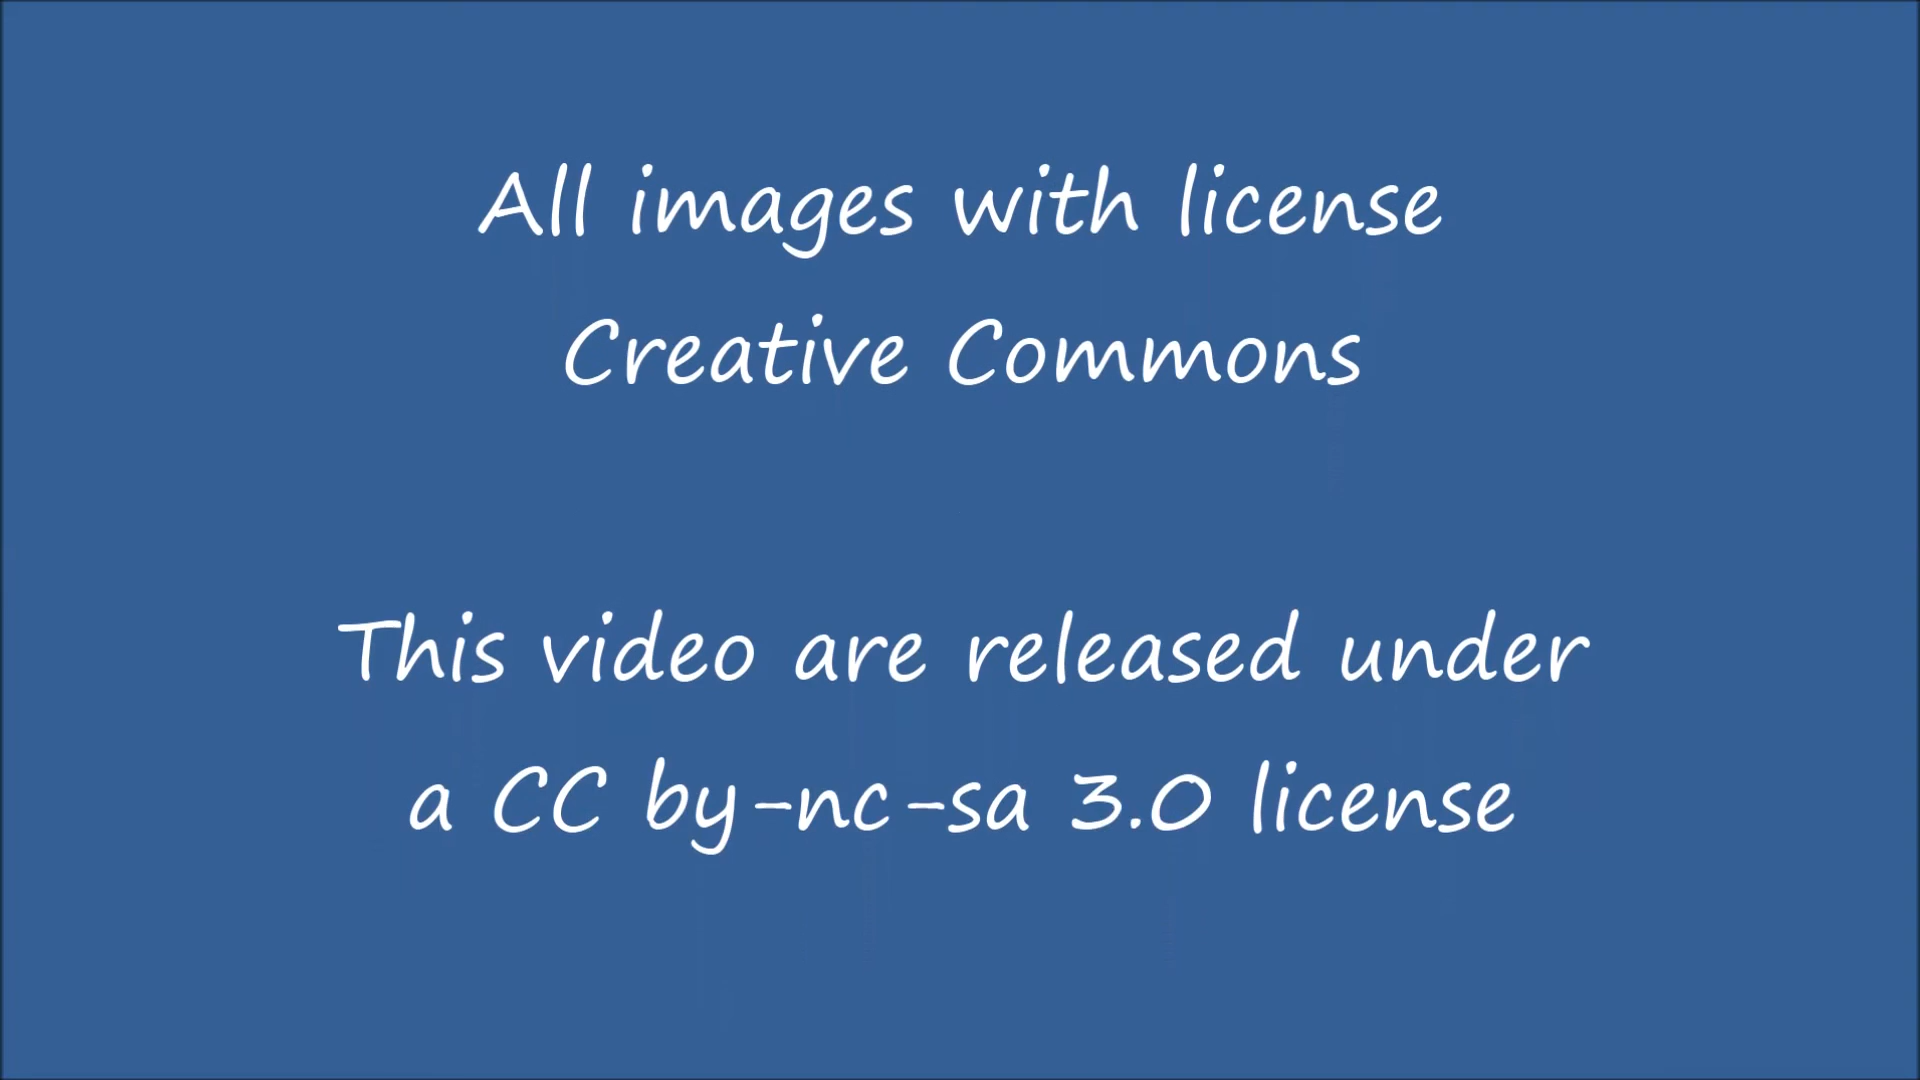 All images with license
Creative Commons
This video are released under
a CC by-nc-sa 3.0 license